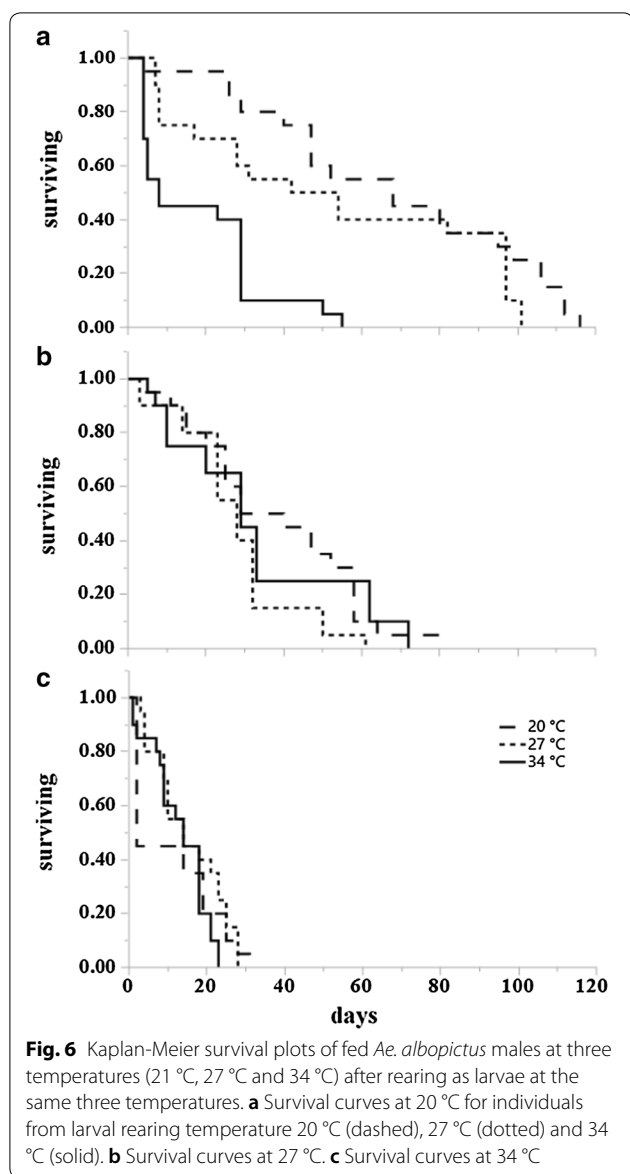 a
1.00
0.80
0.60
0.40
0.20
0.00
surviving
b
1.00
0.80
0.60
0.40
0.20
0.00
surviving
c
1.00
0.80
0.60
0.40
0.20
0.00
surviving
20 °C
27 °C
34 °C
0 20 40 60 80 100 120
days
Fig. 6 Kaplan-Meier survival plots of fed Ae. albopictus males at three
temperatures (21 °C, 27 °C and 34 °C) after rearing as larvae at the
same three temperatures. a Survival curves at 20 °C for individuals
from larval rearing temperature 20 °C (dashed), 27 °C (dotted) and 34
°C (solid). b Survival curves at 27 °C. c Survival curves at 34 °C